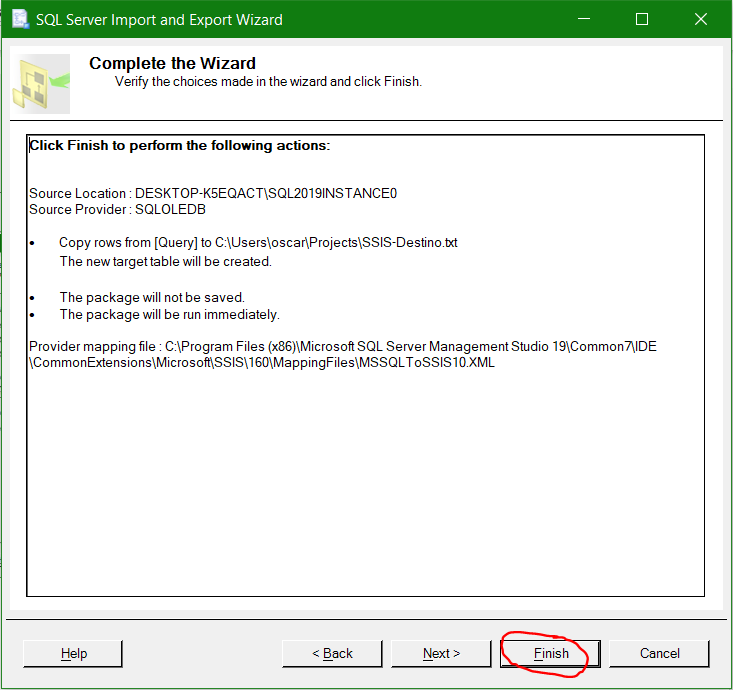 SQL Server Import and Export Wizard
Complete the Wizard
Verify the choices made in the wizard and click Finish.
Click Finish to perform the following actions:
Source Location : DESKTOP-K5EQACT\SQL2019INSTANCE0
Source Provider : SQLOLEDB
• Copy rows from [Query] to C:\Users\oscar\Projects\SSIS-Destino.txt
The new target table will be created.
• The package will not be saved.
• The package will be run immediately.
Provider mapping file : C:\Program Files (x86)\Microsoft SQL Server Management Studio 19\Common7\IDE
\CommonExtensions\Microsoft\SSIS\160\MappingFiles\MSSQLToSSIS10.XML
Help
< Back
Next >
Finish
Cancel